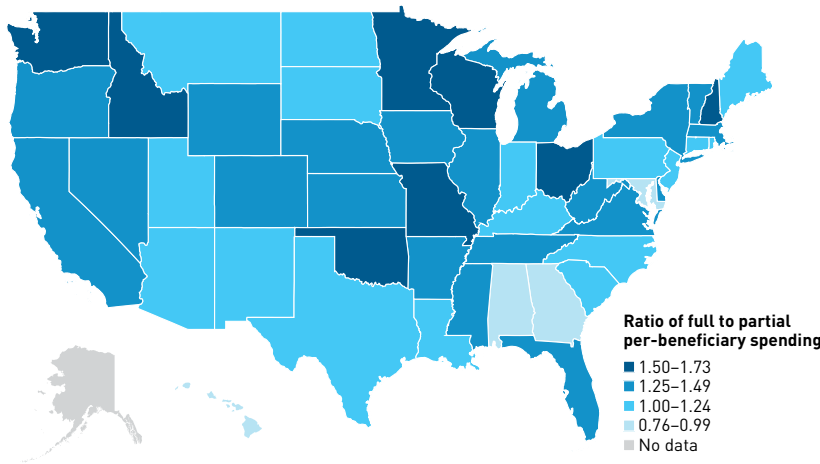 Ratio of full to partial
per-beneficiary spending
1.50–1.73
1.25–1.49
1.00–1.24
0.76–0.99
No data